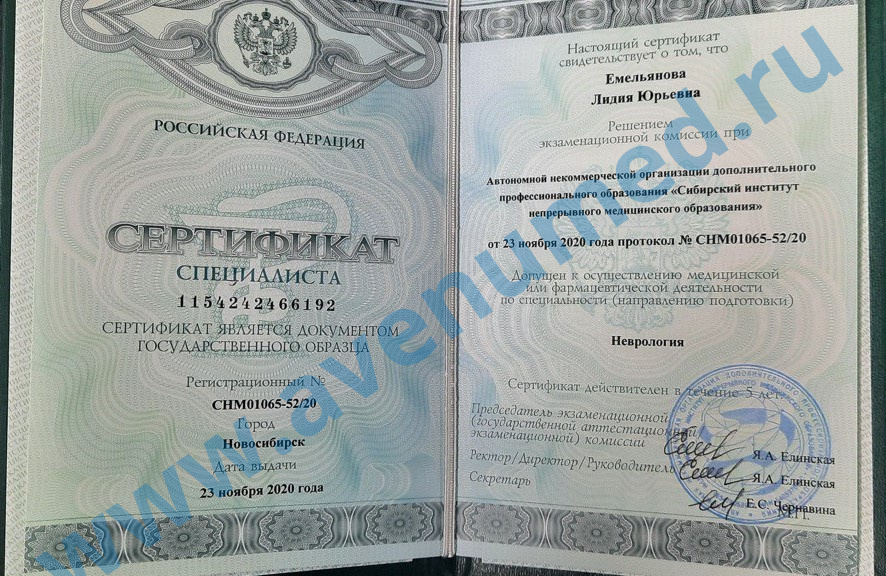 РОССИЙСКАЯ ФЕДЕРАЦИЯ
СЕРТИФИКАТ
СПЕЦИАЛИСТА
1154242466192
СЕРТИФИКАТ ЯВЛЯЕТСЯ ДОКУМЕНТОМ
ГОСУДАРСТВЕННОГО ОБРАЗЦА
Регистрационный №
СНМ01065-52/20
Город
Новосибирск
Дата выдачи
23 ноября 2020 года
Настоящий сертификат
свидетельствует о том, что
Емельянова
Лидия Юрьевна
Решением
экзаменационной комиссии при
Автономной некоммерческой организации дополнительного
профессионального образования «Сибирский институт
непрерывного медицинского образования»
от 23 ноября 2020 года протокол № СНМ01065-52/20
Допущен к осуществлению медицинской
или фармацевтической деятельности
по специальности (направлению подготовки)
Неврология
Сертификат действителен в течение 5 лет.
Председатель экзаменационной
(государственной аттестационной
экзаменационной) комиссии
Я.А. Елинская
Ректор/Директор/Руководитель
Я.А. Елинская
Секретарь
Е.С. Чернавина
М.П.
www.avenumed.ru